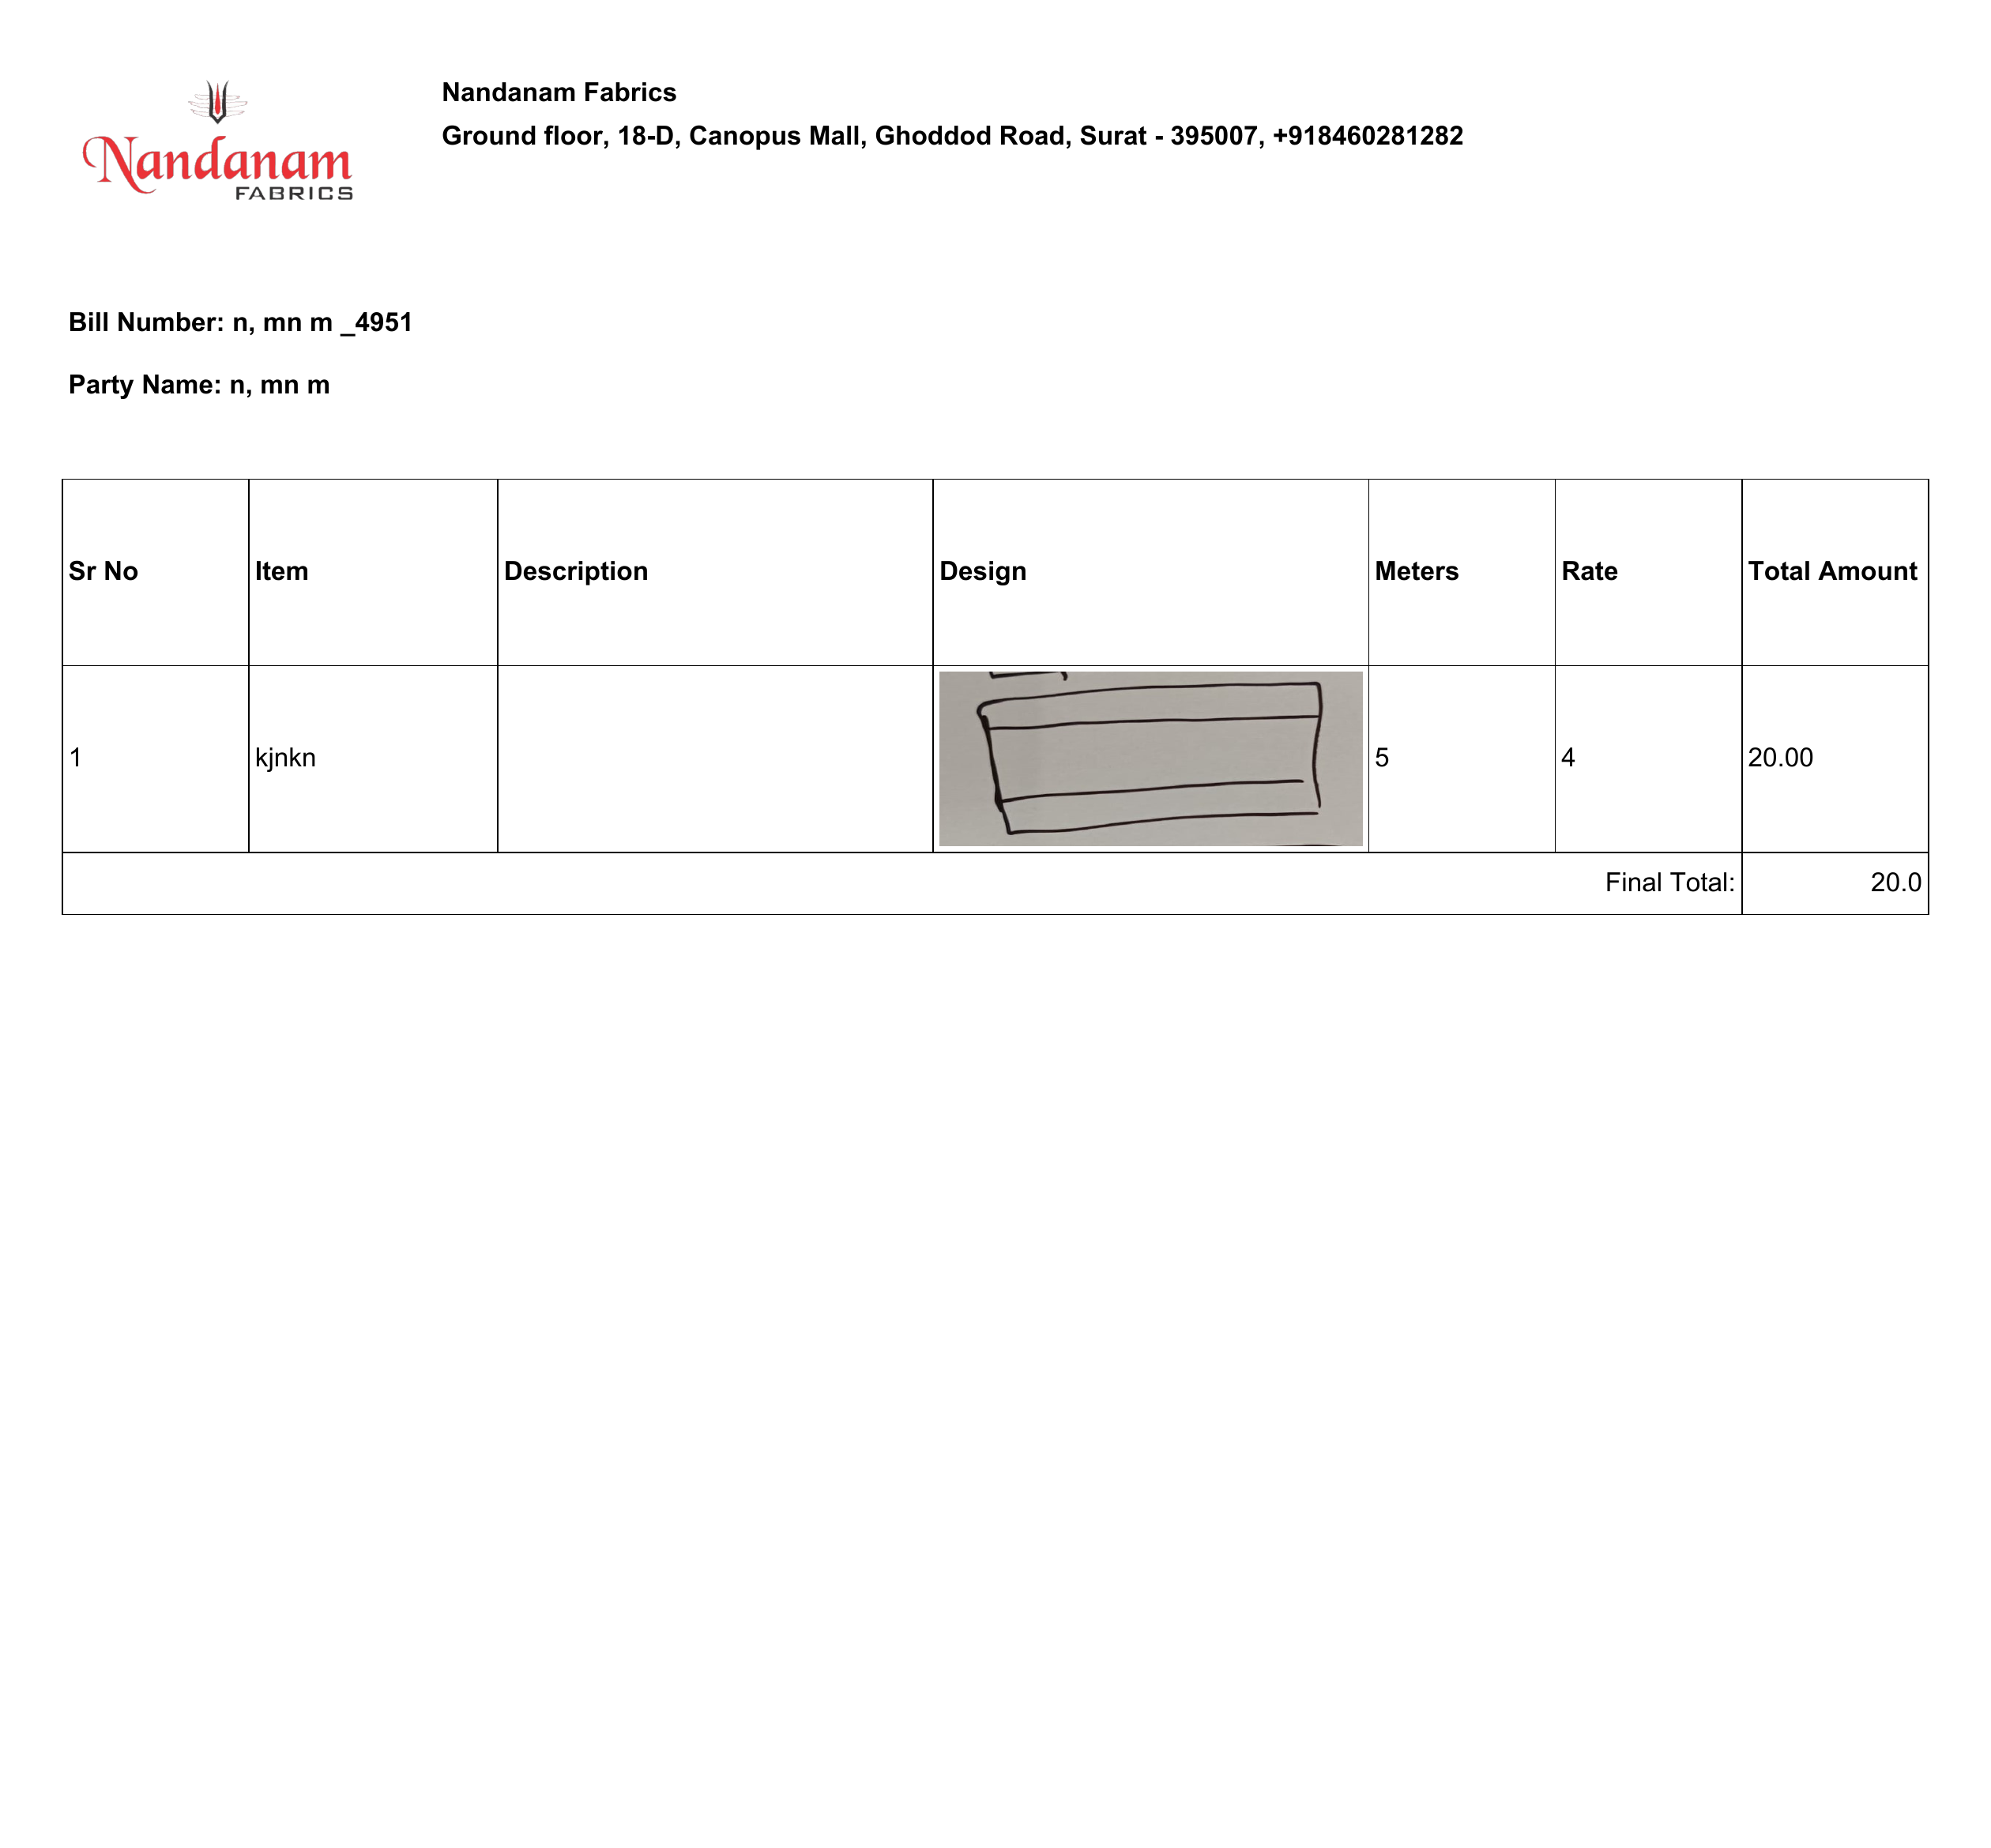 Nandanam
FABRICS
Nandanam Fabrics
Ground floor, 18-D, Canopus Mall, Ghoddod Road, Surat - 395007, +918460281282
Bill Number: n, mn m _4951
Party Name: n, mn m
Sr No Item Description Design Meters Rate Total Amount
1 kjnkn 5 4 20.00
Final Total: 20.0